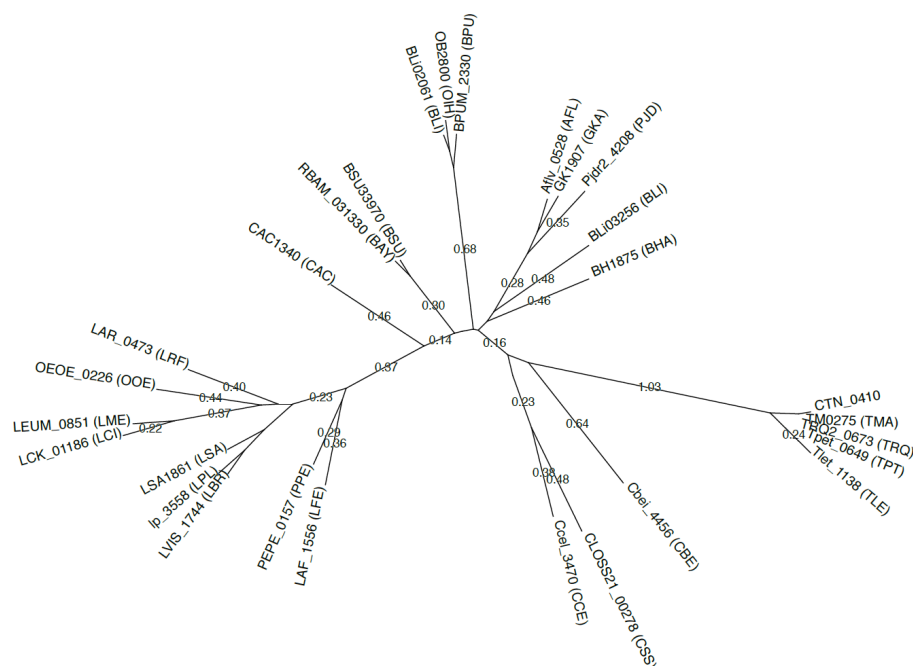 BLi02061 (BLI)
OB2800 (OIH)
BPUM_2330 (BPU)
Aflv_0528 (AFL)
GK1907 (GKA)
Pjdr2_4208 (PJD)
0.35
BLi03256 (BLI)
BH1875 (BHA)
0.68
0.28
0.48
0.46
BSU33970 (BSU)
RBAM_031330 (BAY)
0.30
CAC1340 (CAC)
0.46
0.14
0.16
0.37
LAR_0473 (LRF)
0.40
OEOE_0226 (OOE)
0.44
0.37
LEUM_0851 (LME)
0.22
LCK_01186 (LCI)
0.23
LSA1861 (LSA)
lp_3558 (LPL)
LVIS_1744 (LBR)
0.29
0.36
PEPE_0157 (PPE)
LAF_1556 (LFE)
0.23
0.64
0.38
0.48
Ccel_3470 (CCE)
CLOSS21_00278 (CSS)
Cbei_4456 (CBE)
1.03
CTN_0410
TM0275 (TMA)
TRQ2_0673 (TRQ)
Tpet_0649 (TPT)
0.24
Tlet_1138 (TLE)